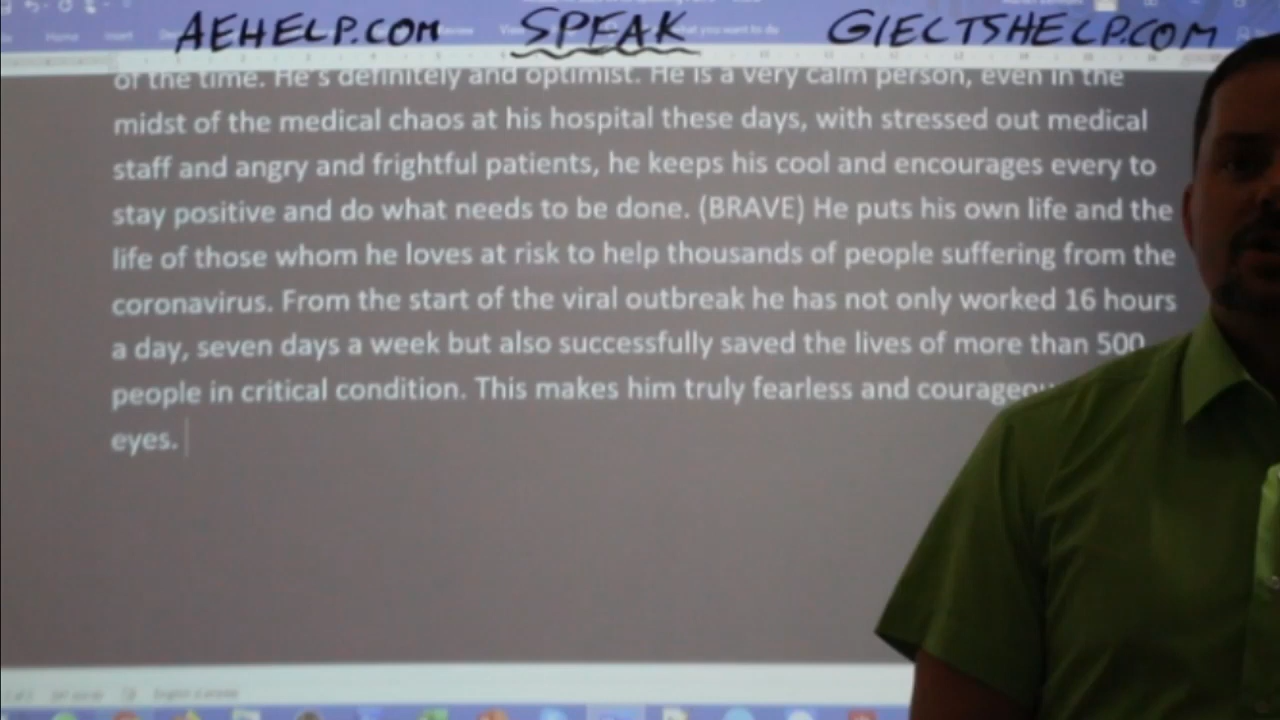 AEHELP.COM SPEAK GIELTSHELP.COM
of the time. He's definitely and optimist. He is a very calm person, even in the
midst of the medical chaos at his hospital these days, with stressed out medical
staff and angry and frightful patients, he keeps his cool and encourages every to
stay positive and do what needs to be done. (BRAVE) He puts his own life and the
life of those whom he loves at risk to help thousands of people suffering from the
coronavirus. From the start of the viral outbreak he has not only worked 16 hours
a day, seven days a week but also successfully saved the lives of more than 500
people in critical condition. This makes him truly fearless and
eyes.